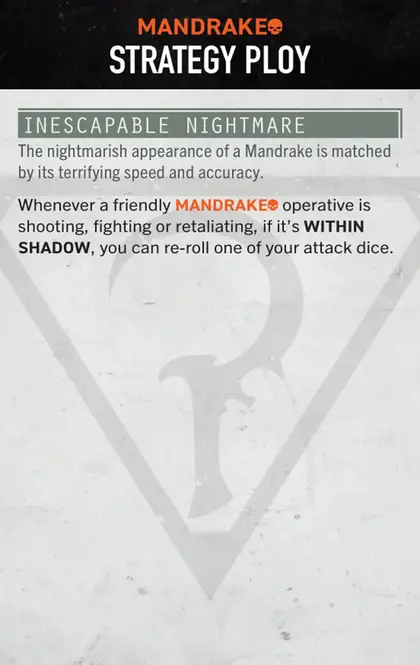 MANDRAKE
STRATEGY PLOY
INESCAPABLE NIGHTMARE
The nightmarish appearance of a Mandrake is matched
by its terrifying speed and accuracy.
Whenever a friendly MANDRAKE operative is
shooting, fighting or retaliating, if it's WITHIN
SHADOW, you can re-roll one of your attack dice.